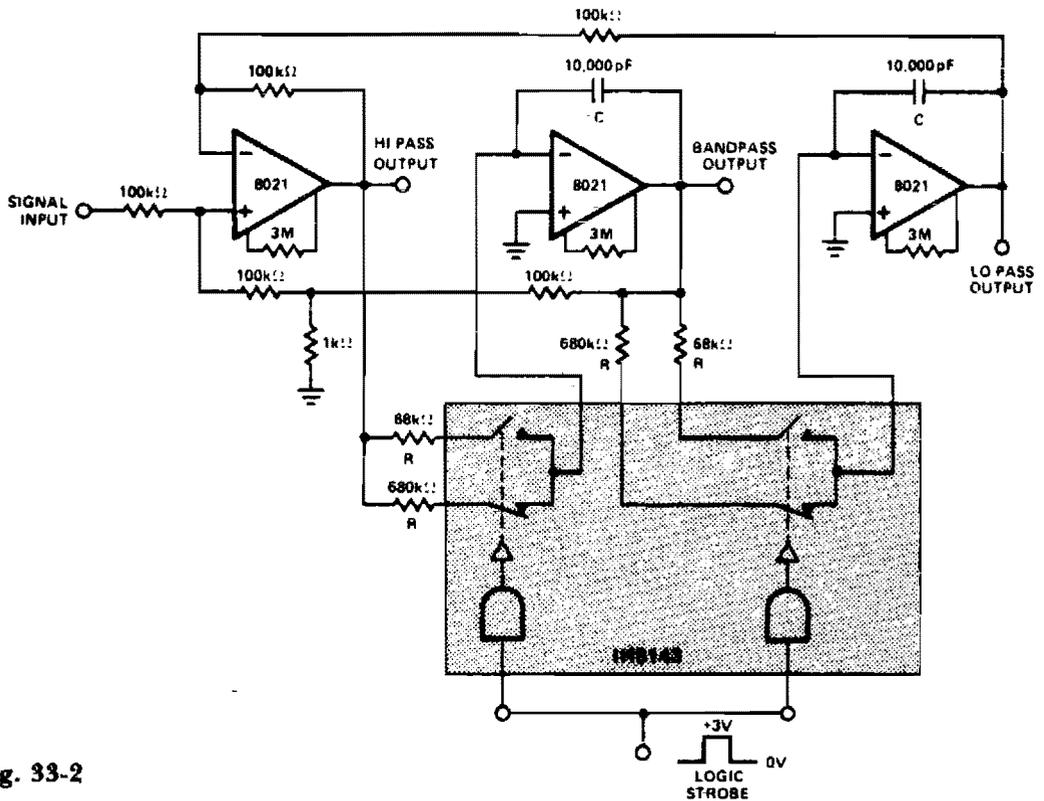 100kΩ
100kΩ
10,000pF
10,000pF
C
C
HI PASS
OUTPUT
BANDPASS
OUTPUT
−
8021
+
−
8021
+
−
8021
+
SIGNAL
INPUT
100kΩ
3M
3M
3M
LO PASS
OUTPUT
100kΩ
100kΩ
1kΩ
680kΩ
R
68kΩ
R
68kΩ
R
680kΩ
R
+3V
0V
LOGIC
STROBE
g. 33-2